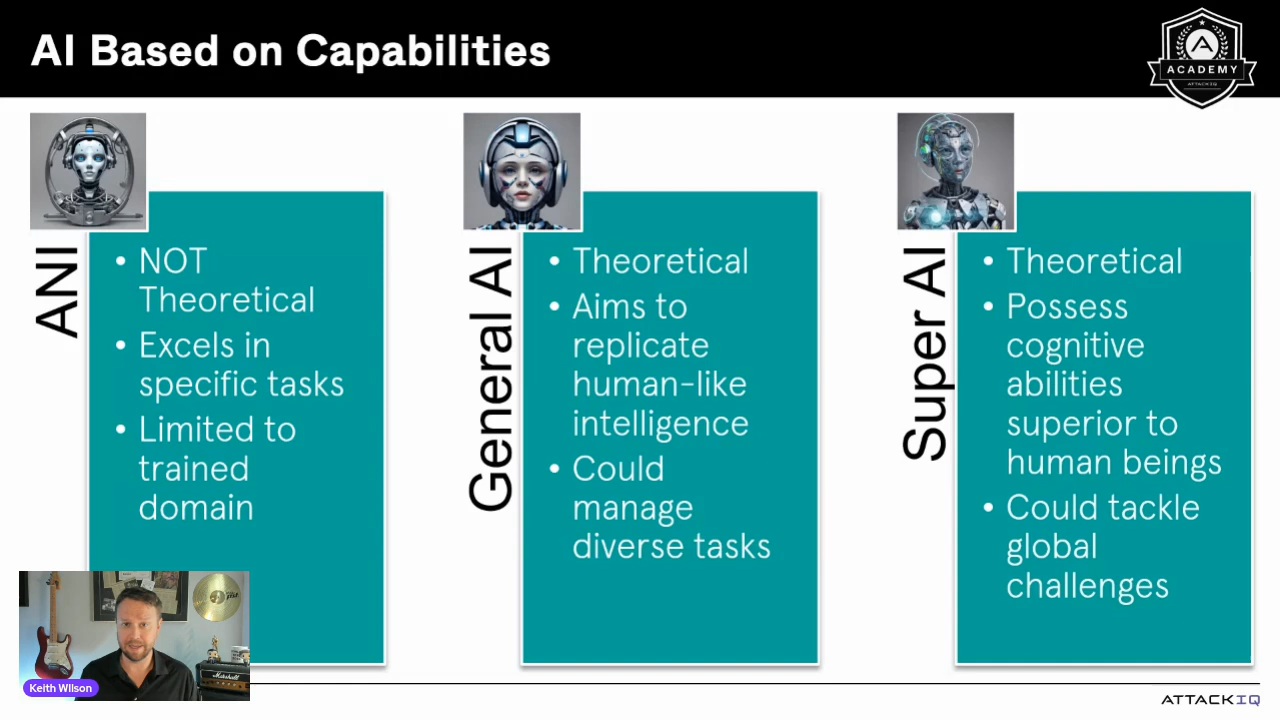 AI Based on Capabilities
ACADEMY
ATTACKIQ
ANI
• NOT
Theoretical
• Excels in
specific tasks
• Limited to
trained
domain
General AI
• Theoretical
• Aims to
replicate
human-like
intelligence
• Could
manage
diverse tasks
Super AI
• Theoretical
• Possess
cognitive
abilities
superior to
human beings
• Could tackle
global
challenges
Marshall
Keith Wilson
ATTACKIQ